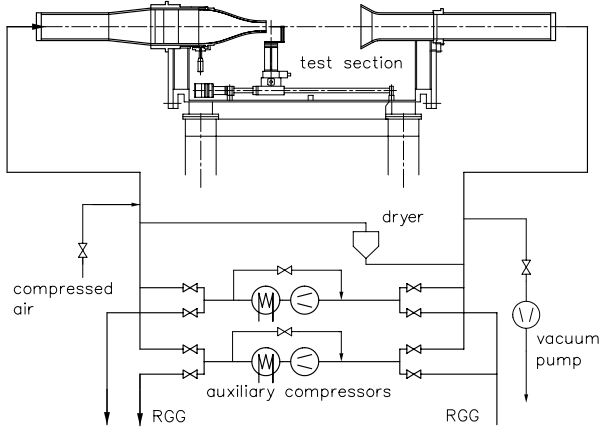 test section
dryer
compressed
air
vacuum
pump
auxiliary compressors
RGG
RGG